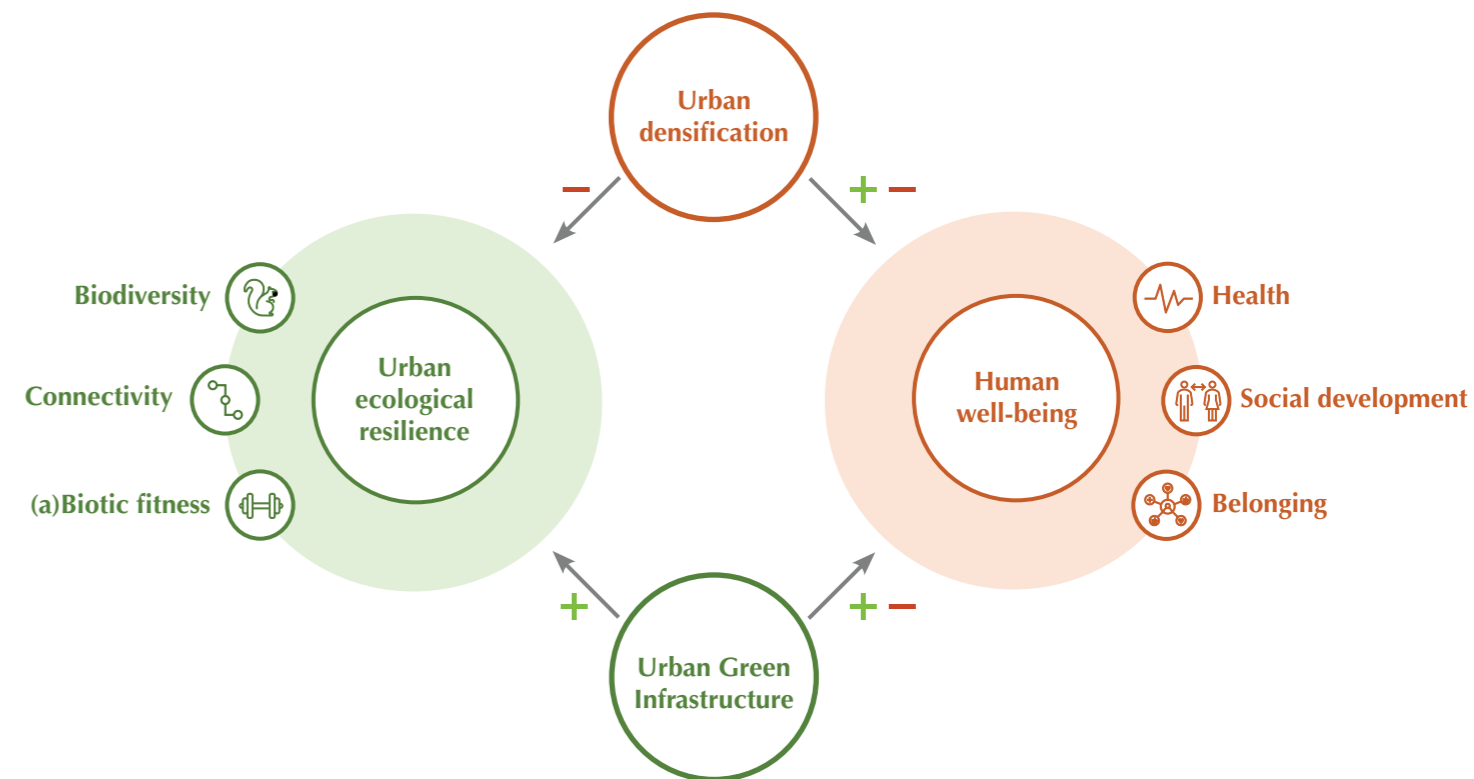 Urban
densification
− + −
Biodiversity
Health
Urban
ecological
resilience
Human
well-being
Connectivity
Social development
(a)Biotic fitness
Belonging
+ + −
Urban Green
Infrastructure